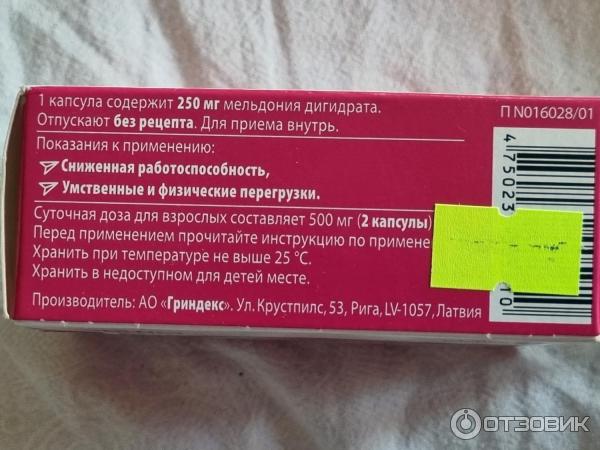 1 капсула содержит 250 мг мельдония дигидрата.
Отпускают без рецепта. Для приема внутрь.
Показания к применению:
Сниженная работоспособность,
Умственные и физические перегрузки.
Суточная доза для взрослых составляет 500 мг (2 капсулы)
Перед применением прочитайте инструкцию по примене
Хранить при температуре не выше 25 °С.
Хранить в недоступном для детей месте.
Производитель: АО «Гриндекс». Ул. Крустпилс, 53, Рига, LV-1057, Латвия
П N016028/01
4 75023
10
ОТЗОВИК